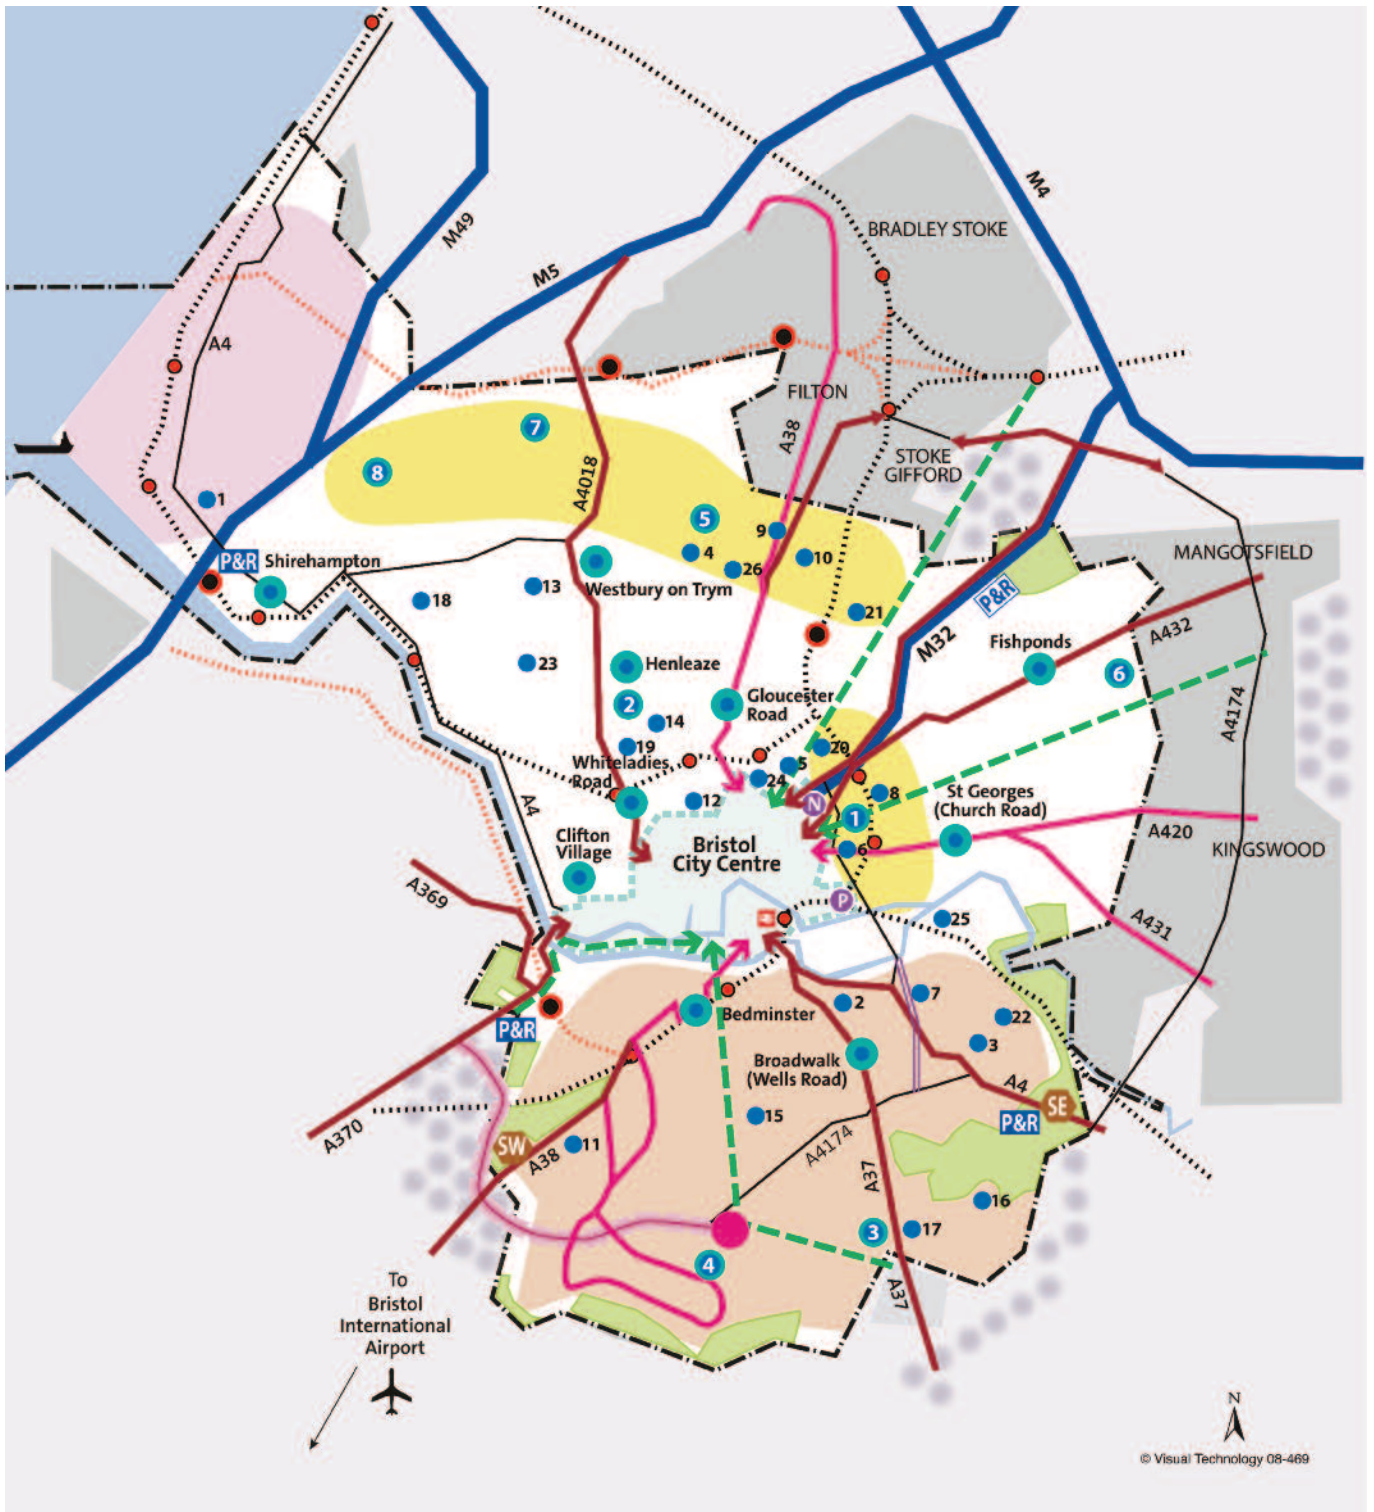 M4
BRADLEY STOKE
M49
M5
A4
FILTON
A38
STOKE
GIFFORD
7
8
A4018
1
5
9
4
10
26
MANGOTSFIELD
P&R
Shirehampton
Westbury on Trym
13
18
21
P&R
M32
Fishponds
A432
6
23
Henleaze
2
14
Gloucester
Road
A4174
19
Whiteladies
Road
20
5
24
12
8
N
1
6
St Georges
(Church Road)
A420
KINGSWOOD
A4
Clifton
Village
Bristol
City Centre
A369
P
25
A431
P&R
Bedminster
2
7
22
3
Broadwalk
(Wells Road)
A4
SE
P&R
A370
SW
A38
11
15
A4174
A37
16
17
3
4
A37
To
Bristol
International
Airport
N
© Visual Technology 08-469